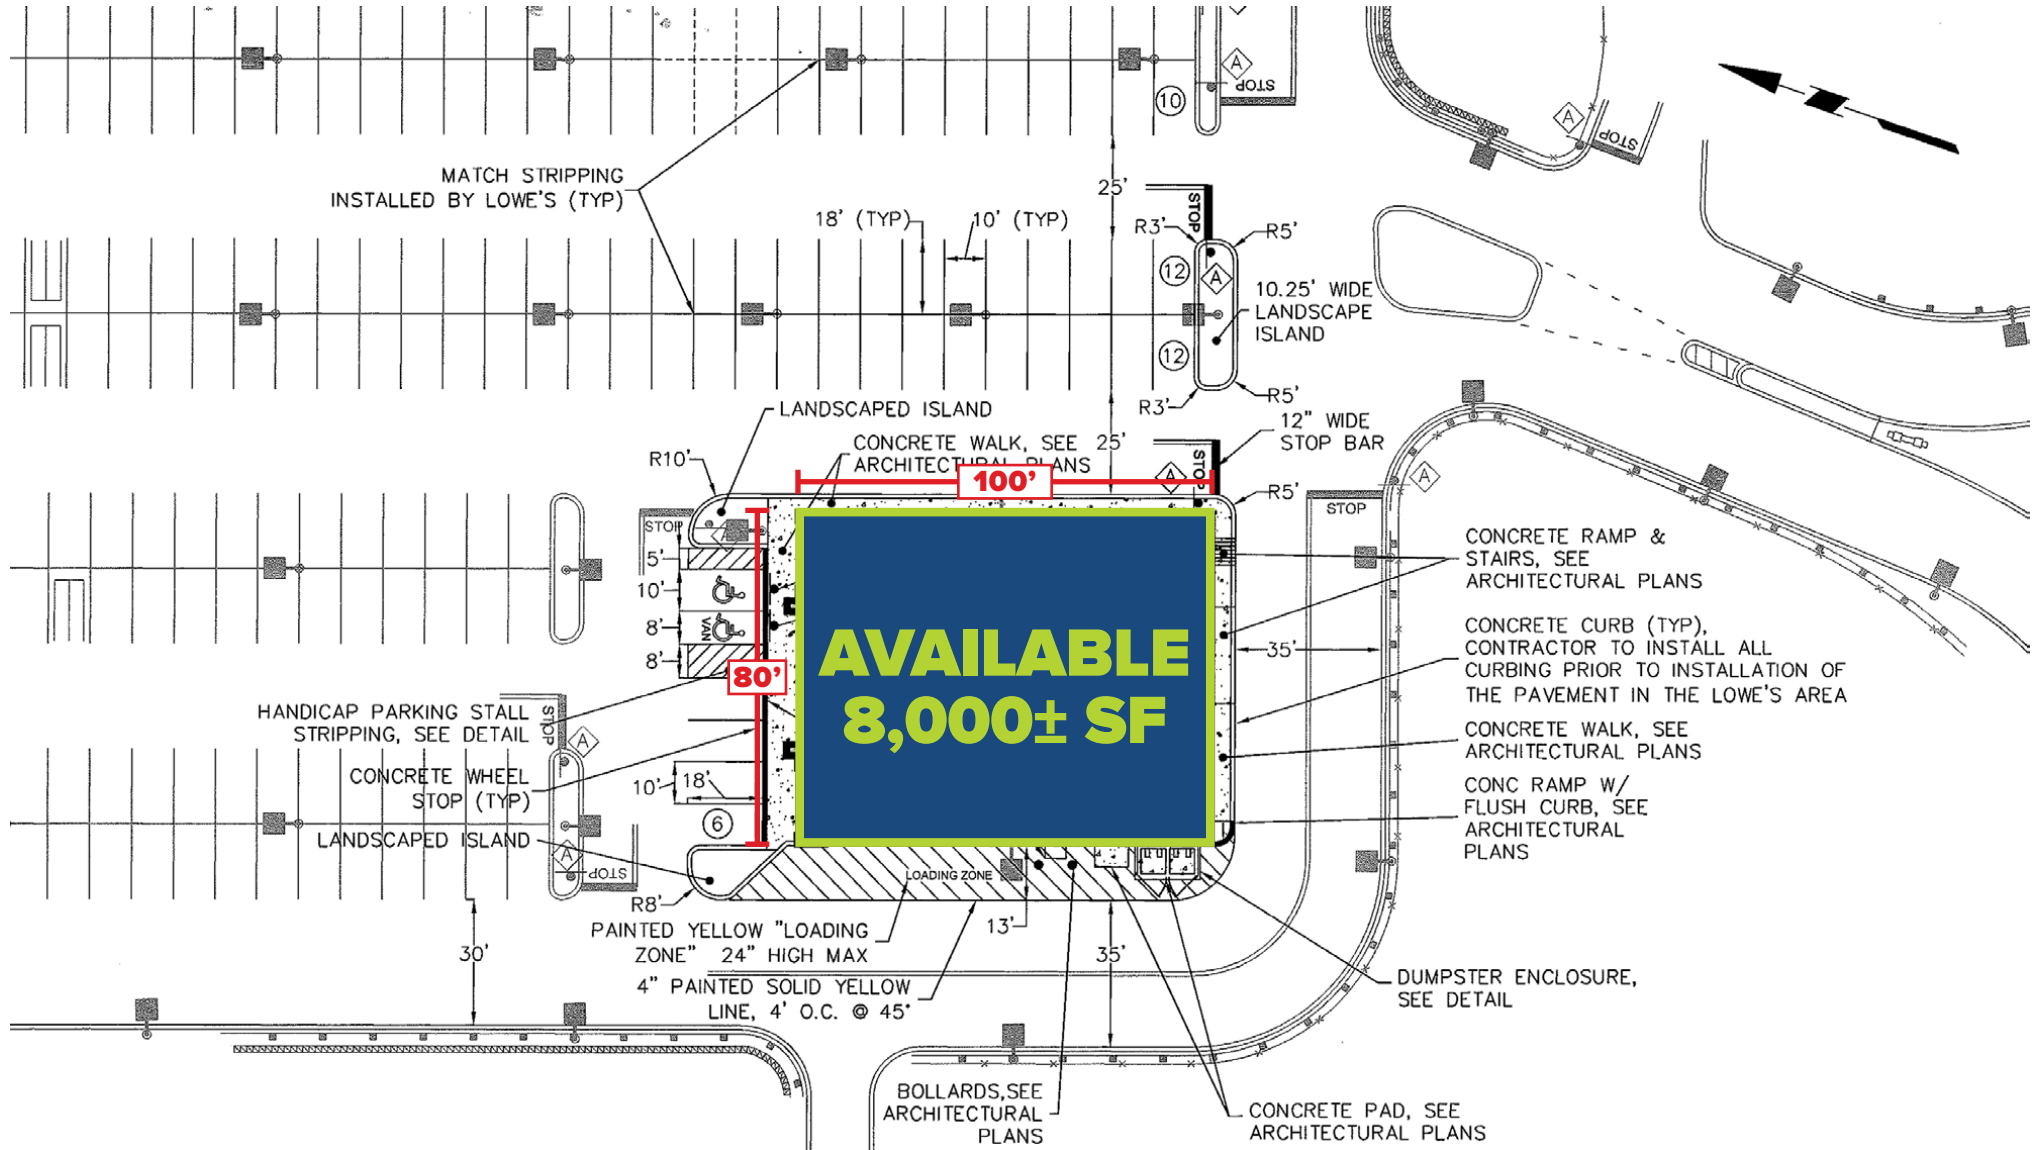 A
STOP
10
A
STOP
MATCH STRIPPING
INSTALLED BY LOWE'S (TYP)
25'
STOP
18' (TYP)
10' (TYP)
R3'
R5'
12
A
10.25' WIDE
LANDSCAPE
ISLAND
12
R3'
R5'
LANDSCAPED ISLAND
12" WIDE
STOP BAR
CONCRETE WALK, SEE
ARCHITECTURAL PLANS
25'
STOP
A
R10'
100'
R5'
A
STOP
STOP
A
5'
10'
8'
VAN
8'
80'
AVAILABLE
8,000± SF
35'
CONCRETE RAMP &
STAIRS, SEE
ARCHITECTURAL PLANS
CONCRETE CURB (TYP),
CONTRACTOR TO INSTALL ALL
CURBING PRIOR TO INSTALLATION OF
THE PAVEMENT IN THE LOWE'S AREA
CONCRETE WALK, SEE
ARCHITECTURAL PLANS
CONC RAMP W/
FLUSH CURB, SEE
ARCHITECTURAL
PLANS
HANDICAP PARKING STALL
STRIPPING, SEE DETAIL
STOP
A
CONCRETE WHEEL
STOP (TYP)
10'
18'
6
LANDSCAPED ISLAND
A
STOP
R8'
LOADING ZONE
PAINTED YELLOW "LOADING
ZONE" 24" HIGH MAX
13'
30'
35'
4" PAINTED SOLID YELLOW
LINE, 4' O.C. @ 45°
DUMPSTER ENCLOSURE,
SEE DETAIL
BOLLARDS,SEE
ARCHITECTURAL
PLANS
CONCRETE PAD, SEE
ARCHITECTURAL PLANS